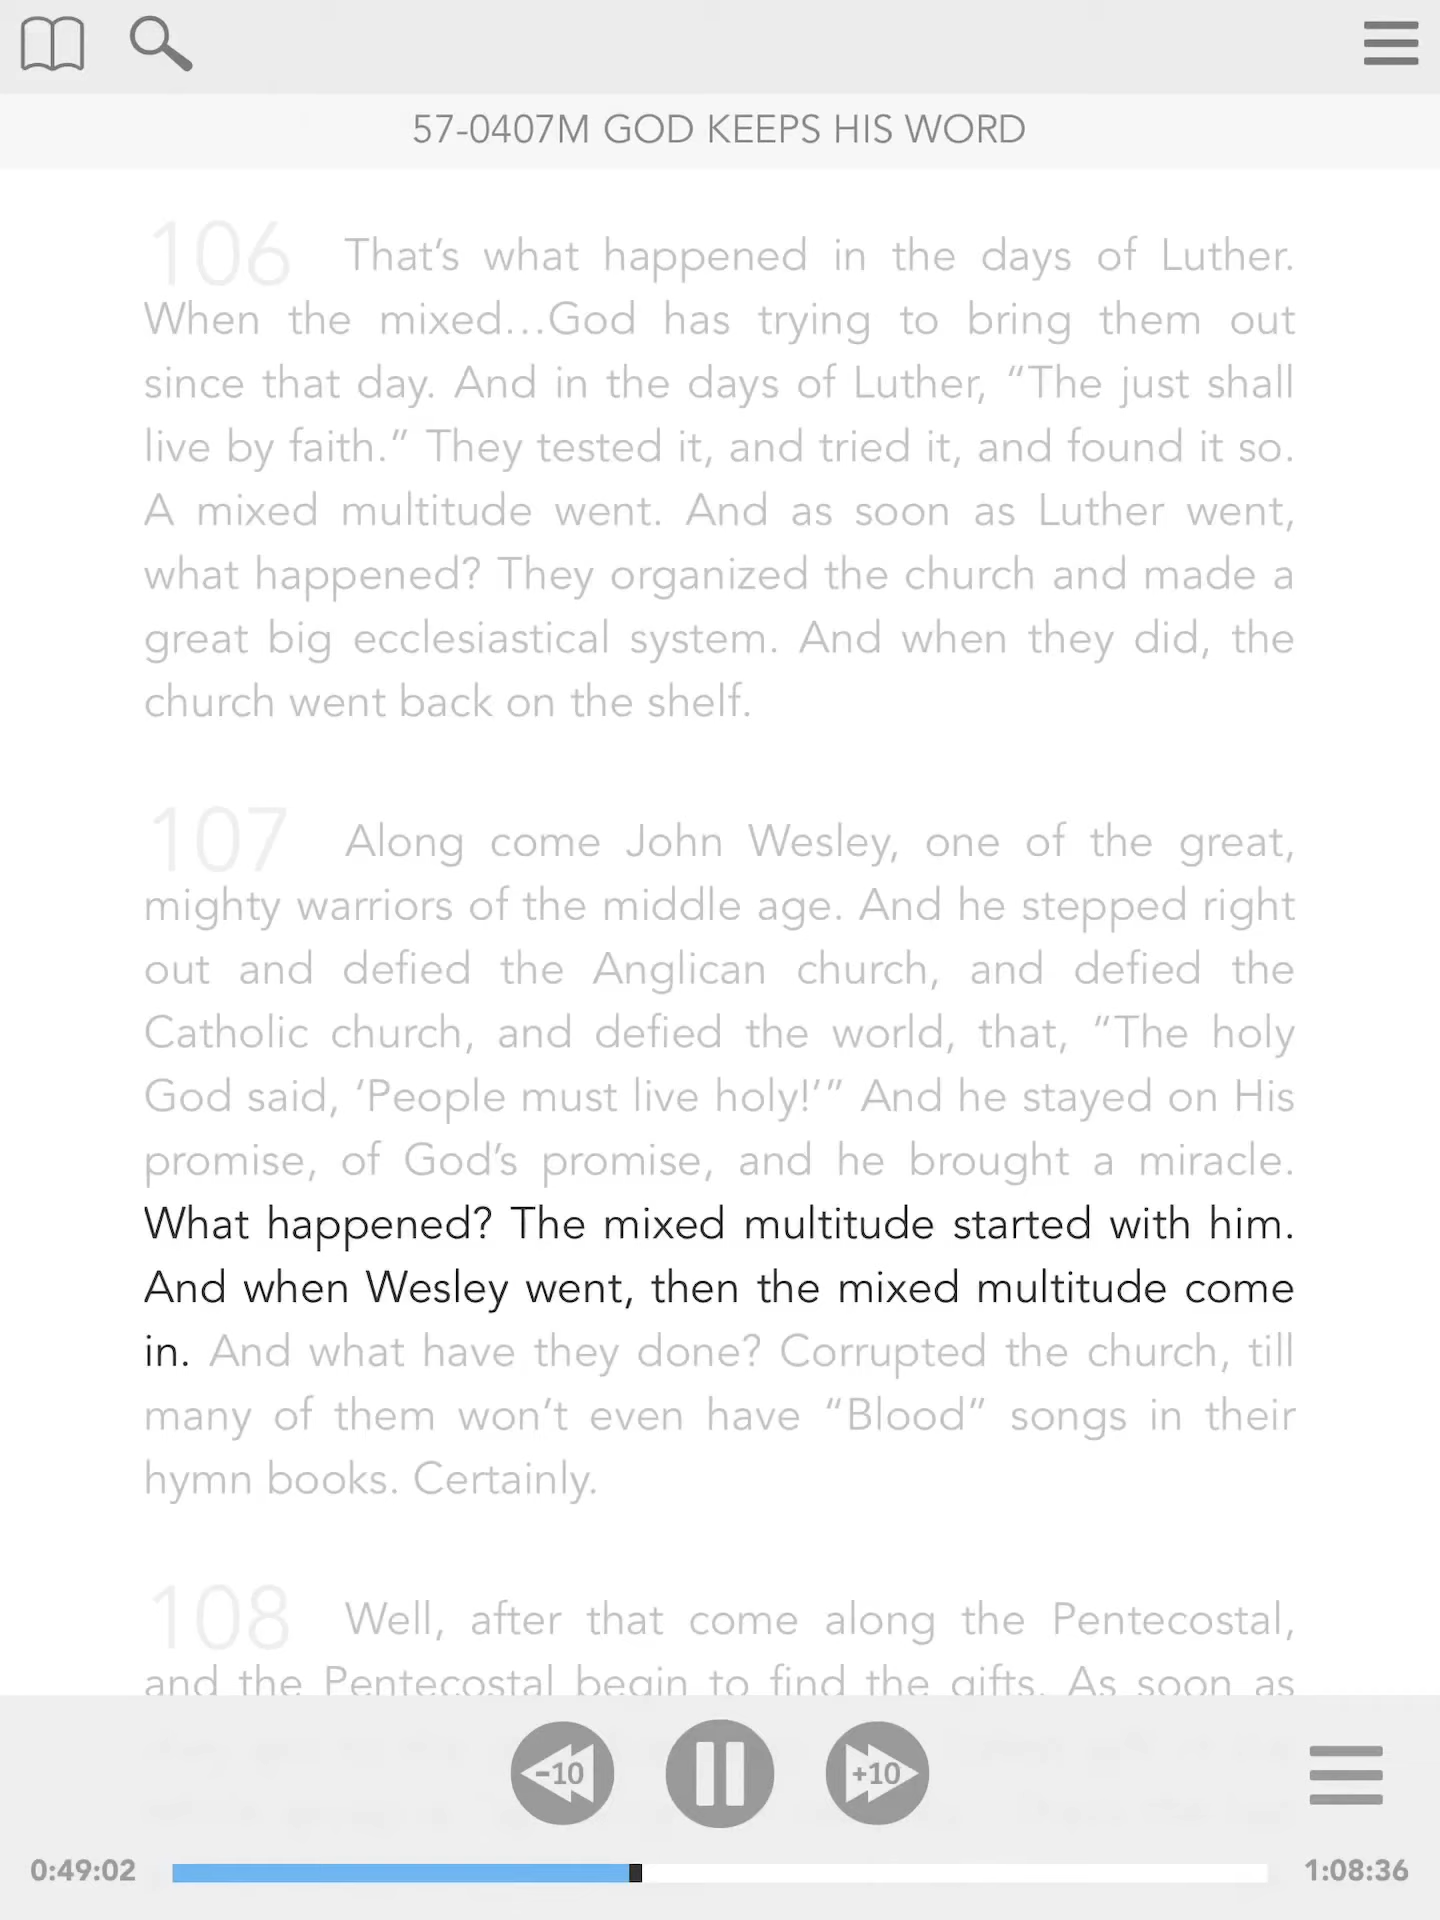 57-0407M GOD KEEPS HIS WORD
106 That's what happened in the days of Luther.
When the mixed…God has trying to bring them out
since that day. And in the days of Luther, “The just shall
live by faith.” They tested it, and tried it, and found it so.
A mixed multitude went. And as soon as Luther went,
what happened? They organized the church and made a
great big ecclesiastical system. And when they did, the
church went back on the shelf.
107 Along come John Wesley, one of the great,
mighty warriors of the middle age. And he stepped right
out and defied the Anglican church, and defied the
Catholic church, and defied the world, that, “The holy
God said, ‘People must live holy!’” And he stayed on His
promise, of God’s promise, and he brought a miracle.
What happened? The mixed multitude started with him.
And when Wesley went, then the mixed multitude come
in. And what have they done? Corrupted the church, till
many of them won’t even have “Blood” songs in their
hymn books. Certainly.
108 Well, after that come along the Pentecostal,
and the Pentecostal begin to find the gifts. As soon as
-10 +10
0:49:02 1:08:36